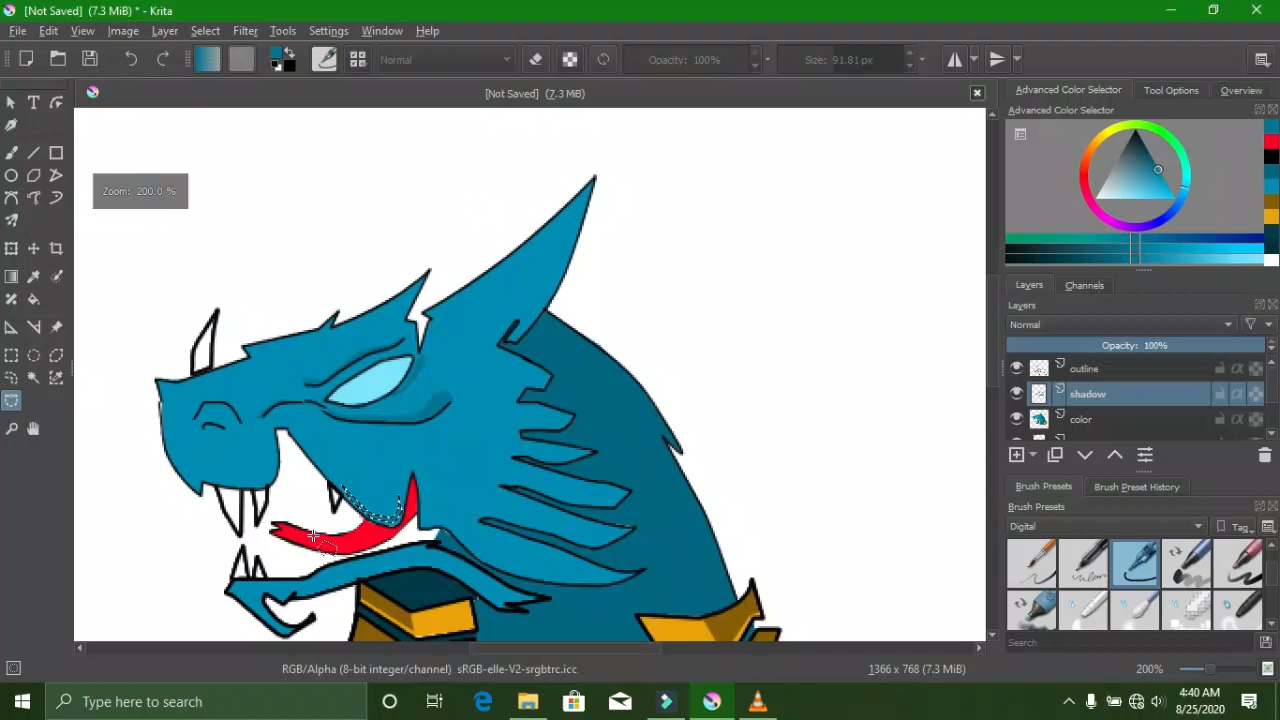 [Not Saved] (7.3 MiB) * - Krita
File Edit View Image Layer Select Filter Tools Settings Window Help
Normal Opacity: 100% Size: 91.81 px
[Not Saved] (7.3 MiB)
Advanced Color Selector Tool Options Overview
Advanced Color Selector
Zoom: 200.0 %
Layers Channels
Layers
Normal
Opacity: 100%
outline
shadow
color
Brush Presets Brush Preset History
Brush Presets
Digital Tag
Search
RGB/Alpha (8-bit integer/channel) sRGB-elle-V2-srgbtrc.icc 1366 x 768 (7.3 MiB) 200%
Type here to search
4:40 AM
8/25/2020